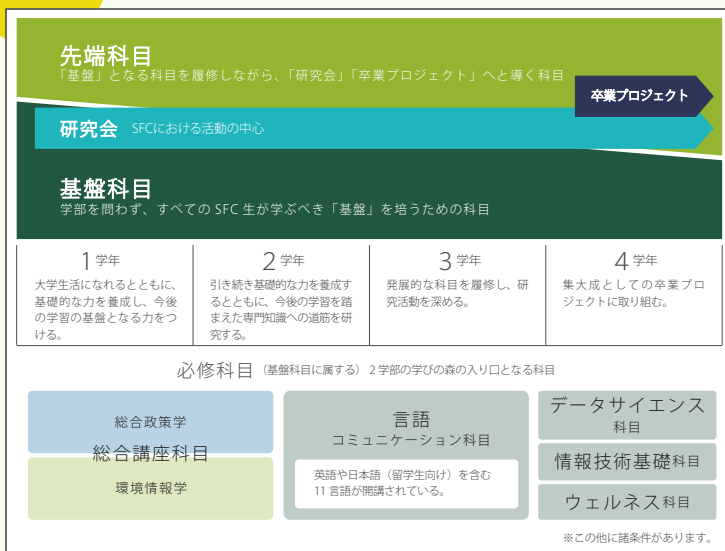 先端科目
「基盤」となる科目を履修しながら、「研究会」「卒業プロジェクト」へと導く科目
卒業プロジェクト
研究会 SFCにおける活動の中心
基盤科目
学部を問わず、すべての SFC 生が学ぶべき「基盤」を培うための科目
1 学年
大学生活になれるとともに、
基礎的な力を養成し、今後
の学習の基盤となる力をつ
ける。
2 学年
引き続き基礎的な力を養成す
るとともに、今後の学習を踏
まえた専門知識への道筋を研
究する。
3 学年
発展的な科目を履修し、研
究活動を深める。
4 学年
集大成としての卒業プロ
ジェクトに取り組む。
必修科目（基盤科目に属する）2 学部の学びの森の入り口となる科目
総合政策学
総合講座科目
環境情報学
言語
コミュニケーション科目
英語や日本語（留学生向け）を含む
11 言語が開講されている。
データサイエンス
科目
情報技術基礎科目
ウェルネス科目
※この他に諸条件があります。